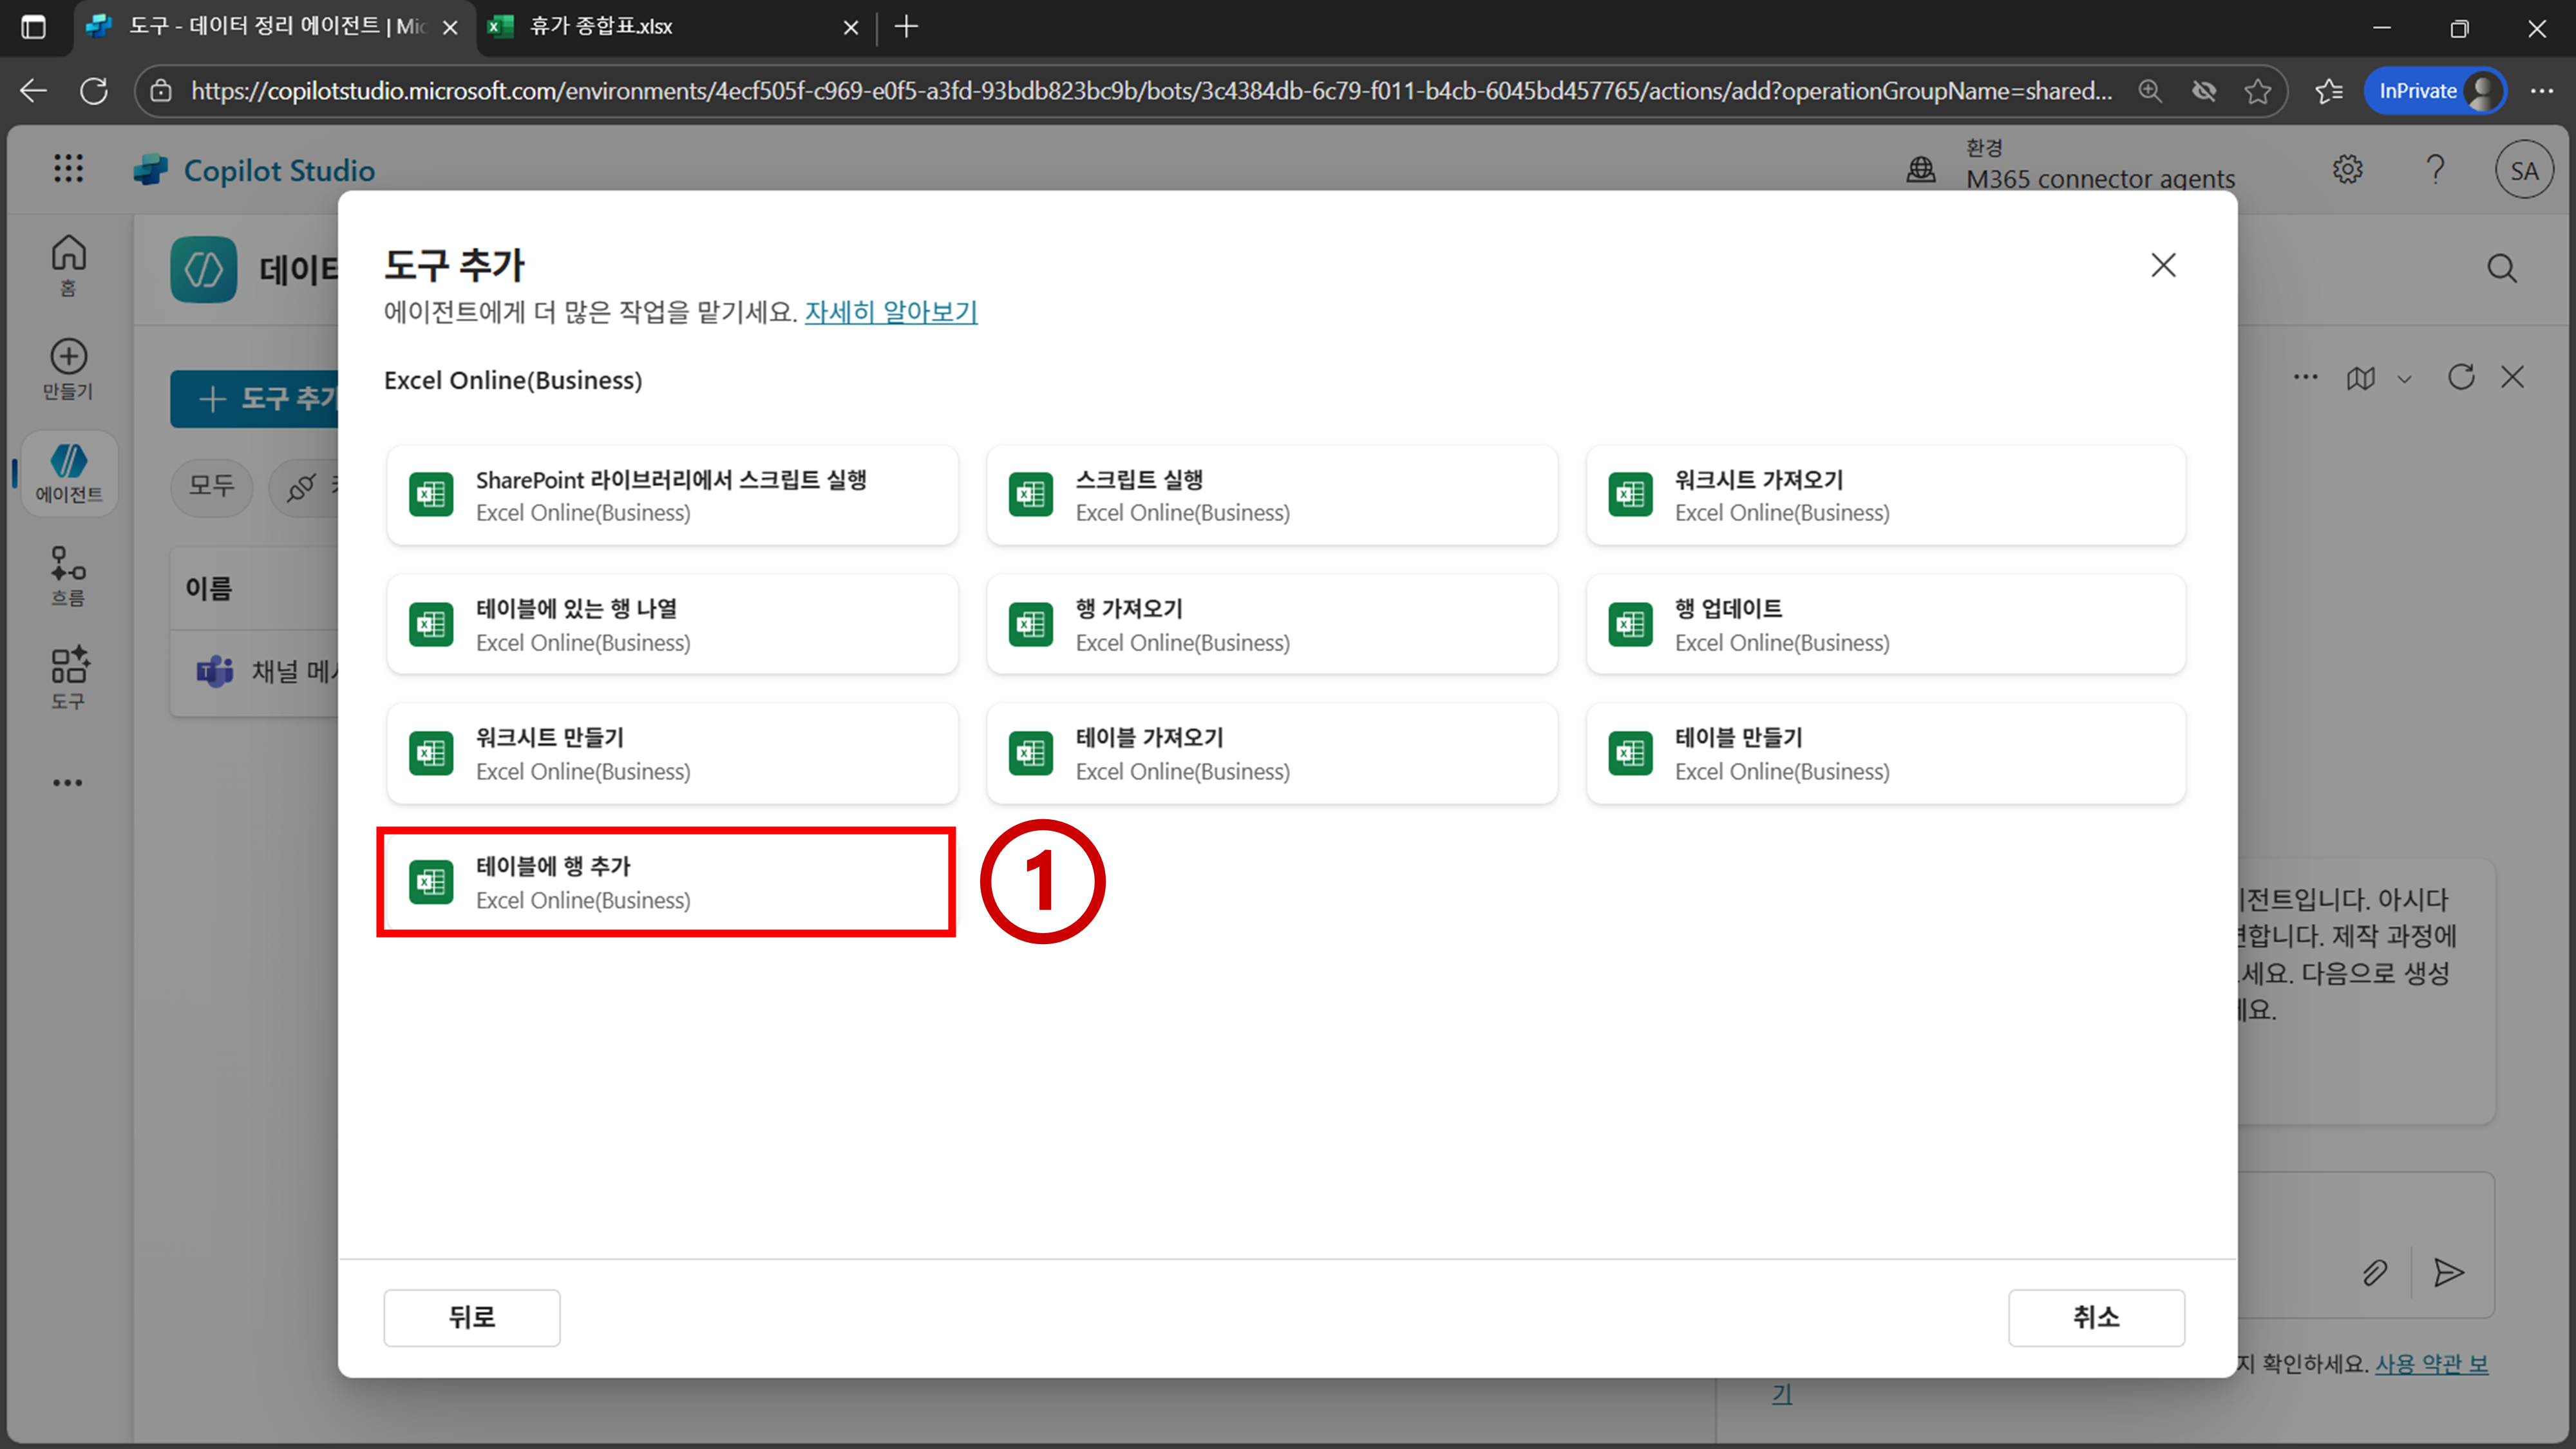 도구 - 데이터 정리 에이전트 | Mic
휴가 종합표.xlsx
https://copilotstudio.microsoft.com/environments/4ecf505f-c969-e0f5-a3fd-93bdb823bc9b/bots/3c4384db-6c79-f011-b4cb-6045bd457765/actions/add?operationGroupName=shared...
InPrivate
Copilot Studio
환경
M365 connector agents
SA
홈
만들기
에이전트
흐름
도구
데이터
도구 추가
모두
이름
채널 메시
도구 추가
에이전트에게 더 많은 작업을 맡기세요. 자세히 알아보기
Excel Online(Business)
SharePoint 라이브러리에서 스크립트 실행
Excel Online(Business)
스크립트 실행
Excel Online(Business)
워크시트 가져오기
Excel Online(Business)
테이블에 있는 행 나열
Excel Online(Business)
행 가져오기
Excel Online(Business)
행 업데이트
Excel Online(Business)
워크시트 만들기
Excel Online(Business)
테이블 가져오기
Excel Online(Business)
테이블 만들기
Excel Online(Business)
테이블에 행 추가
Excel Online(Business)
1
뒤로
취소
이전트입니다. 아시다
합니다. 제작 과정에
세요. 다음으로 생성
요.
지 확인하세요. 사용 약관 보
기